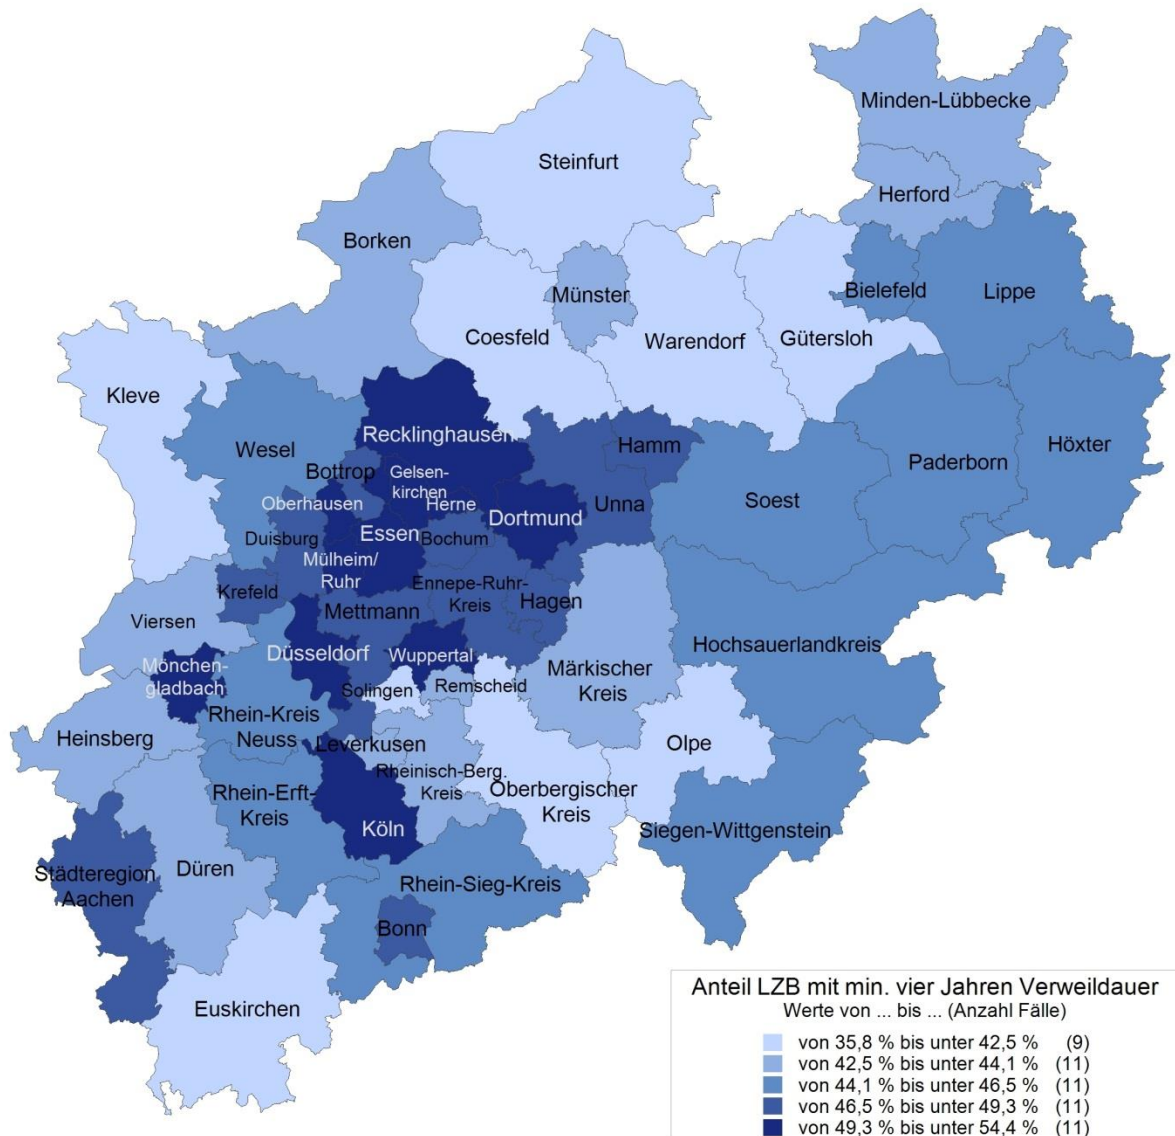 Minden-Lübbecke
Steinfurt
Herford
Borken
Münster
Bielefeld
Lippe
Coesfeld
Warendorf
Gütersloh
Kleve
Recklinghausen
Hamm
Höxter
Wesel
Bottrop
Paderborn
Gelsen-
kirchen
Oberhausen
Herne
Unna
Soest
Dortmund
Duisburg
Essen
Bochum
Mülheim/
Ruhr
Krefeld
Ennepe-Ruhr-
Kreis
Hagen
Mettmann
Viersen
Hochsauerlandkreis
Düsseldorf
Wuppertal
Mönchen-
gladbach
Märkischer
Kreis
Solingen
Remscheid
Rhein-Kreis
Neuss
Heinsberg
Leverkusen
Olpe
Rheinisch-Berg.
Kreis
Rhein-Erft-
Kreis
Oberbergischer
Kreis
Köln
Siegen-Wittgenstein
Städteregion
Aachen
Düren
Rhein-Sieg-Kreis
Bonn
Euskirchen
Anteil LZB mit min. vier Jahren Verweildauer
Werte von ... bis ... (Anzahl Fälle)
von 35,8 % bis unter 42,5 % (9)
von 42,5 % bis unter 44,1 % (11)
von 44,1 % bis unter 46,5 % (11)
von 46,5 % bis unter 49,3 % (11)
von 49,3 % bis unter 54,4 % (11)